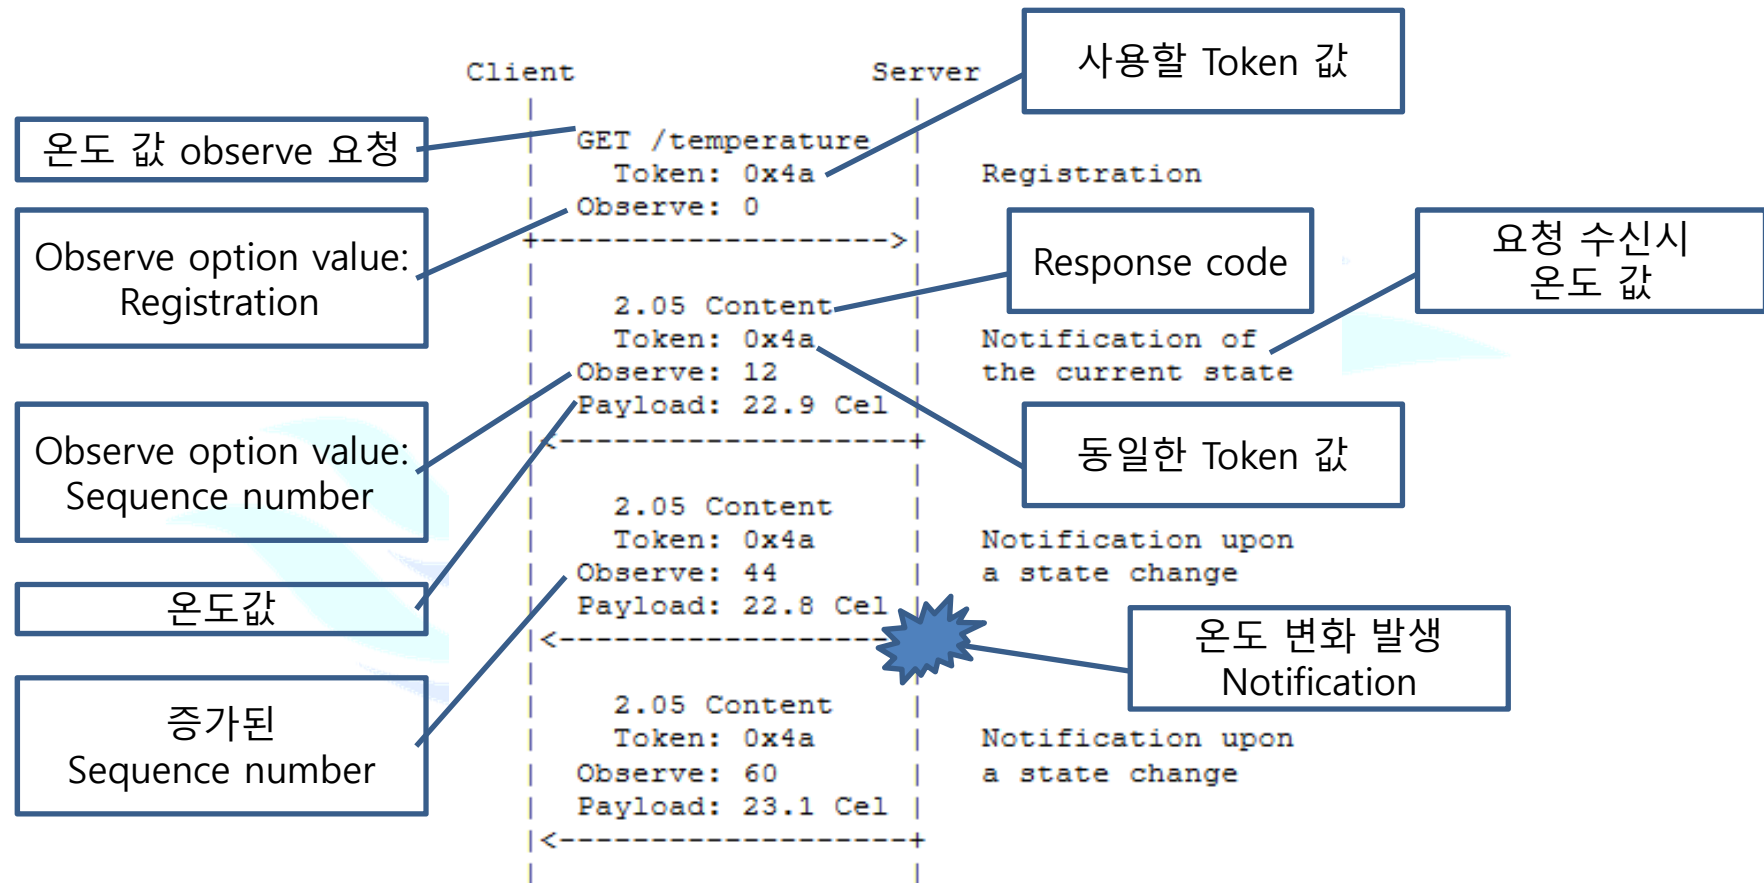 사용할 Token 값
Client Server
온도 값 observe 요청
GET /temperature
Token: 0x4a Registration
Observe: 0
Observe option value:
Registration
+------------------->|
Response code
요청 수신시
온도 값
2.05 Content
Token: 0x4a Notification of
Observe: 12 the current state
Payload: 22.9 Cel
|<-------------------+
Observe option value:
Sequence number
동일한 Token 값
2.05 Content
Token: 0x4a Notification upon
Observe: 44 a state change
Payload: 22.8 Cel
온도값
|<------------------
온도 변화 발생
Notification
증가된
Sequence number
2.05 Content
Token: 0x4a Notification upon
Observe: 60 a state change
Payload: 23.1 Cel
|<-------------------+